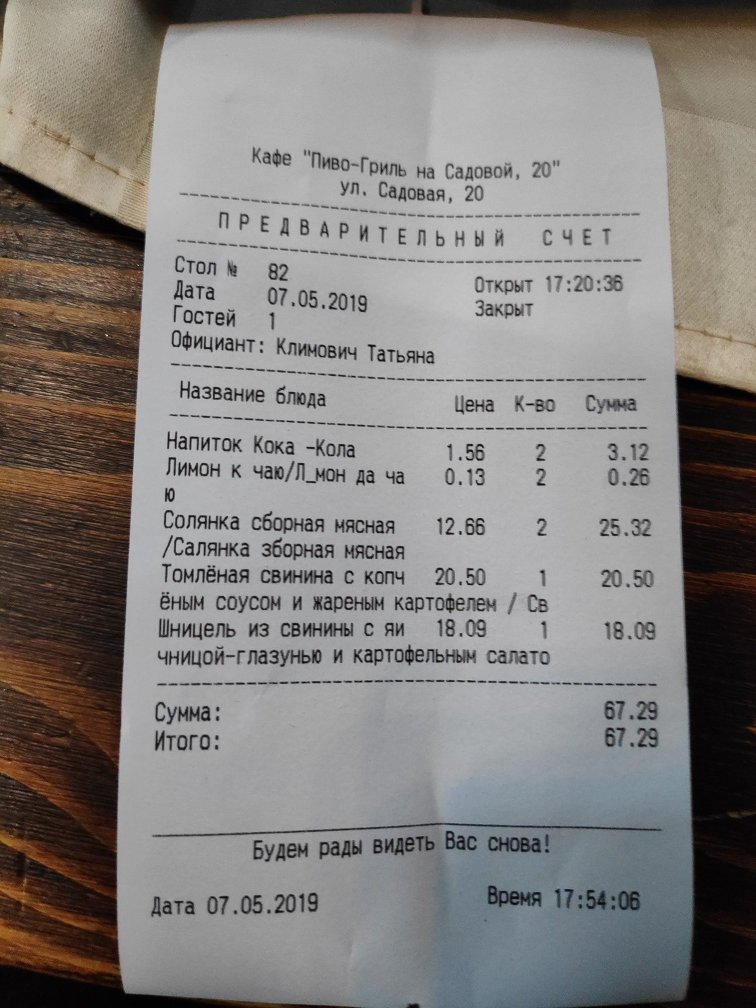 Кафе "Пиво-Гриль на Садовой, 20"
ул. Садовая, 20
ПРЕДВАРИТЕЛЬНЫЙ СЧЕТ
Стол № 82 Открыт 17:20:36
Дата 07.05.2019 Закрыт
Гостей 1
Официант: Климович Татьяна
Название блюда Цена К-во Сумма
Напиток Кока -Кола 1.56 2 3.12
Лимон к чаю/Л_мон да ча 0.13 2 0.26
ю
Солянка сборная мясная 12.66 2 25.32
/Салянка зборная мясная
Томлёная свинина с копч 20.50 1 20.50
ёным соусом и жареным картофелем / Св
Шницель из свинины с яи 18.09 1 18.09
чницой-глазунью и картофельным салато
Сумма: 67.29
Итого: 67.29
Будем рады видеть Вас снова!
Дата 07.05.2019 Время 17:54:06